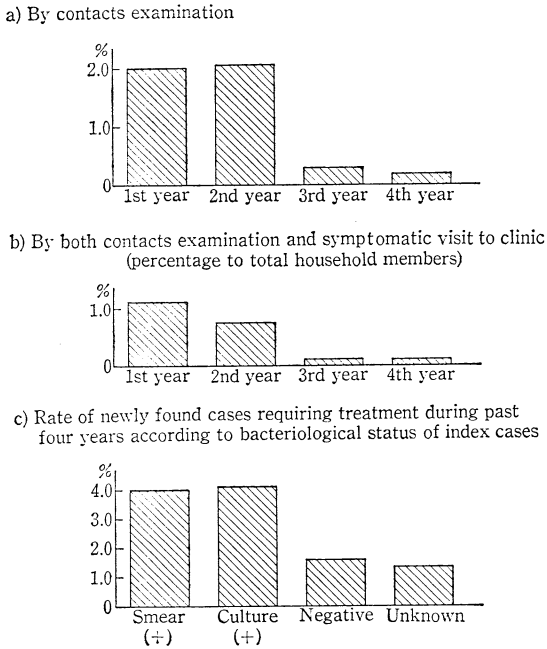 a) By contacts examination
%
2.0
1.0
0
1st year 2nd year 3rd year 4th year
b) By both contacts examination and symptomatic visit to clinic
(percentage to total household members)
%
1.0
0
1st year 2nd year 3rd year 4th year
c) Rate of newly found cases requiring treatment during past
four years according to bacteriological status of index cases
%
4.0
3.0
2.0
1.0
0
Smear Culture Negative Unknown
(+) (+)